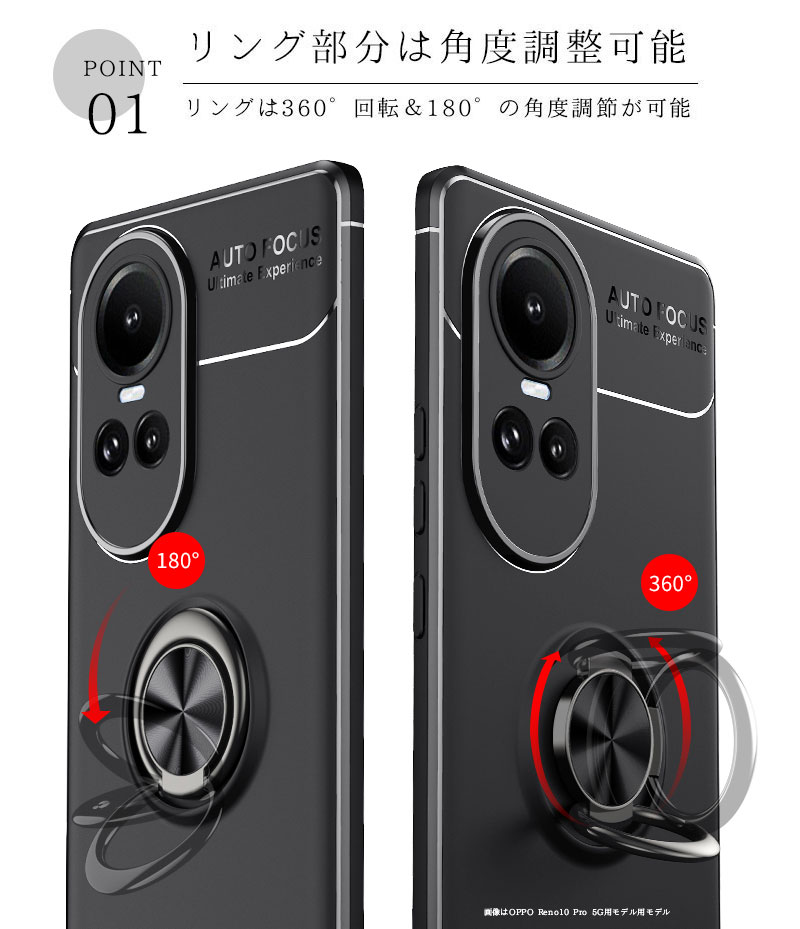 POINT
01
リング部分は角度調整可能
リングは360°回転＆180°の角度調節が可能
AUTO FOCUS
Ultimate Experience
AUTO FOCUS
Ultimate Experience
180°
360°
画像はOPPO Reno10 Pro 5G用モデル用モデル